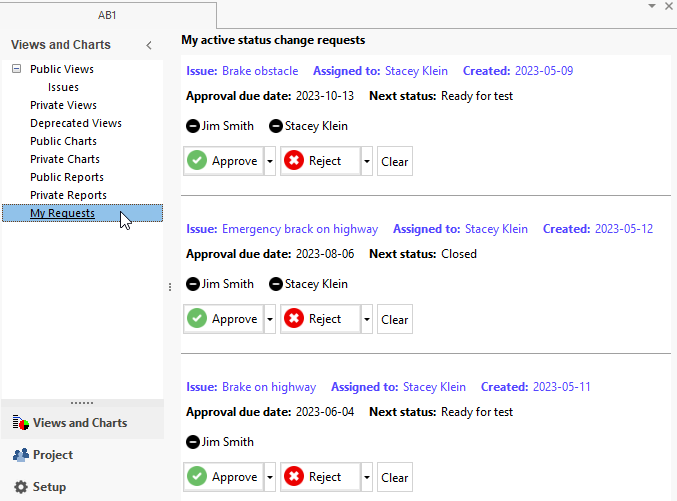 AB1
Views and Charts
Public Views
Issues
Private Views
Deprecated Views
Public Charts
Private Charts
Public Reports
Private Reports
My Requests
Views and Charts
Project
Setup
My active status change requests
Issue: Brake obstacle Assigned to: Stacey Klein Created: 2023-05-09
Approval due date: 2023-10-13 Next status: Ready for test
Jim Smith Stacey Klein
Approve Reject Clear
Issue: Emergency brack on highway Assigned to: Stacey Klein Created: 2023-05-12
Approval due date: 2023-08-06 Next status: Closed
Jim Smith Stacey Klein
Approve Reject Clear
Issue: Brake on highway Assigned to: Stacey Klein Created: 2023-05-11
Approval due date: 2023-06-04 Next status: Ready for test
Jim Smith
Approve Reject Clear